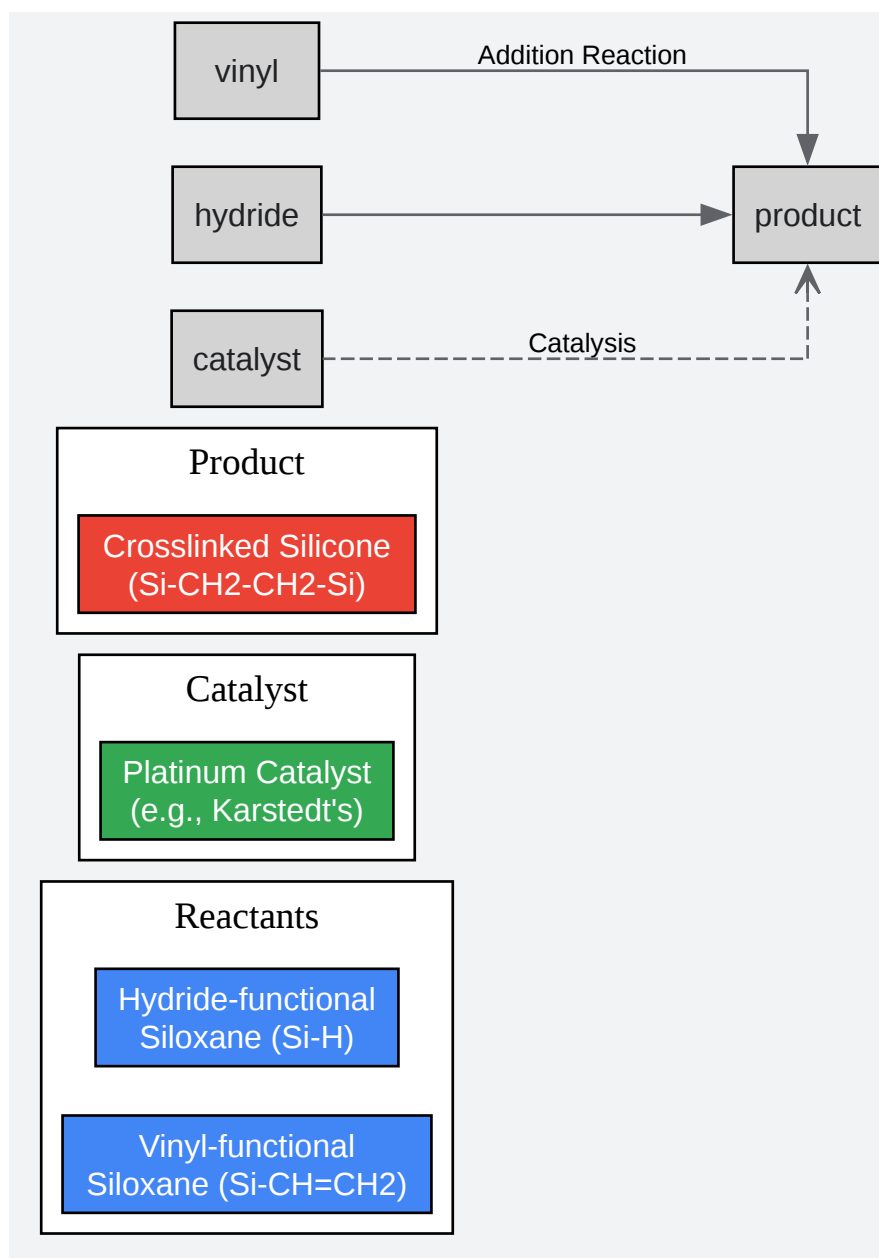 vinyl
Addition Reaction
hydride
product
catalyst
Catalysis
Product
Crosslinked Silicone
(Si-CH2-CH2-Si)
Catalyst
Platinum Catalyst
(e.g., Karstedt's)
Reactants
Hydride-functional
Siloxane (Si-H)
Vinyl-functional
Siloxane (Si-CH=CH2)